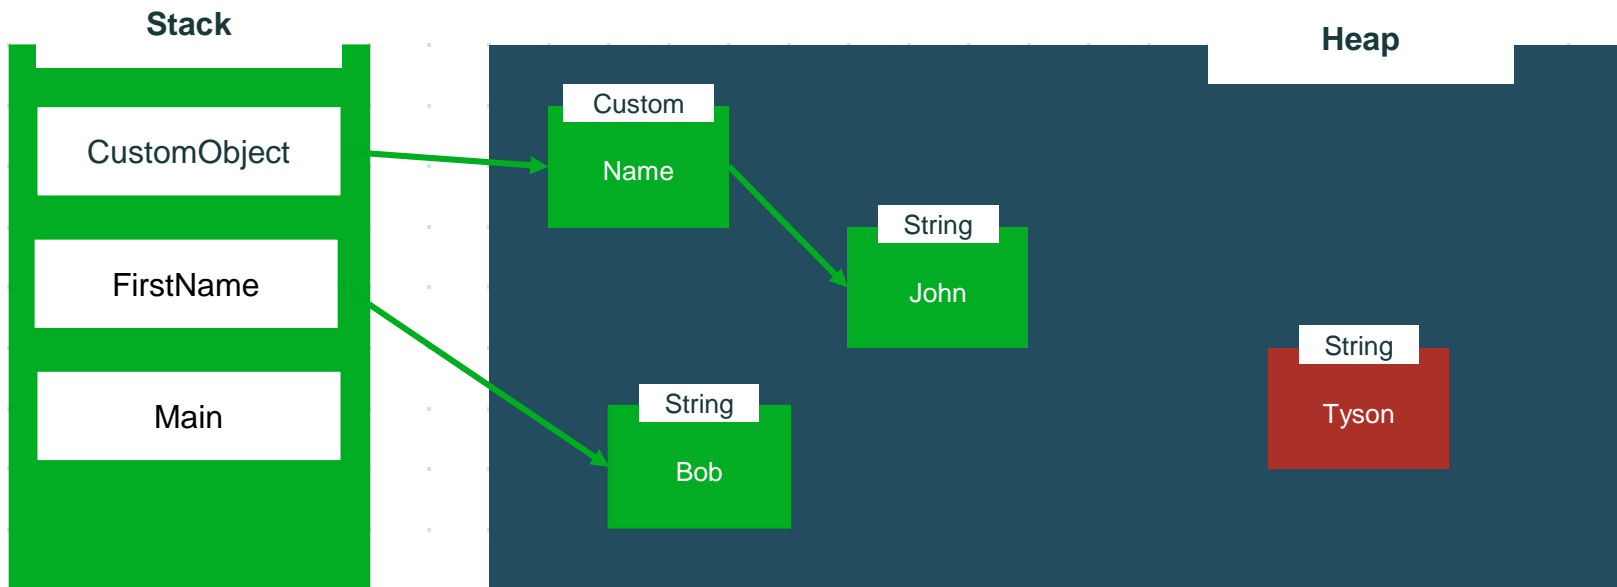 Stack
Heap
CustomObject
FirstName
Main
Custom
Name
String
John
String
Bob
String
Tyson